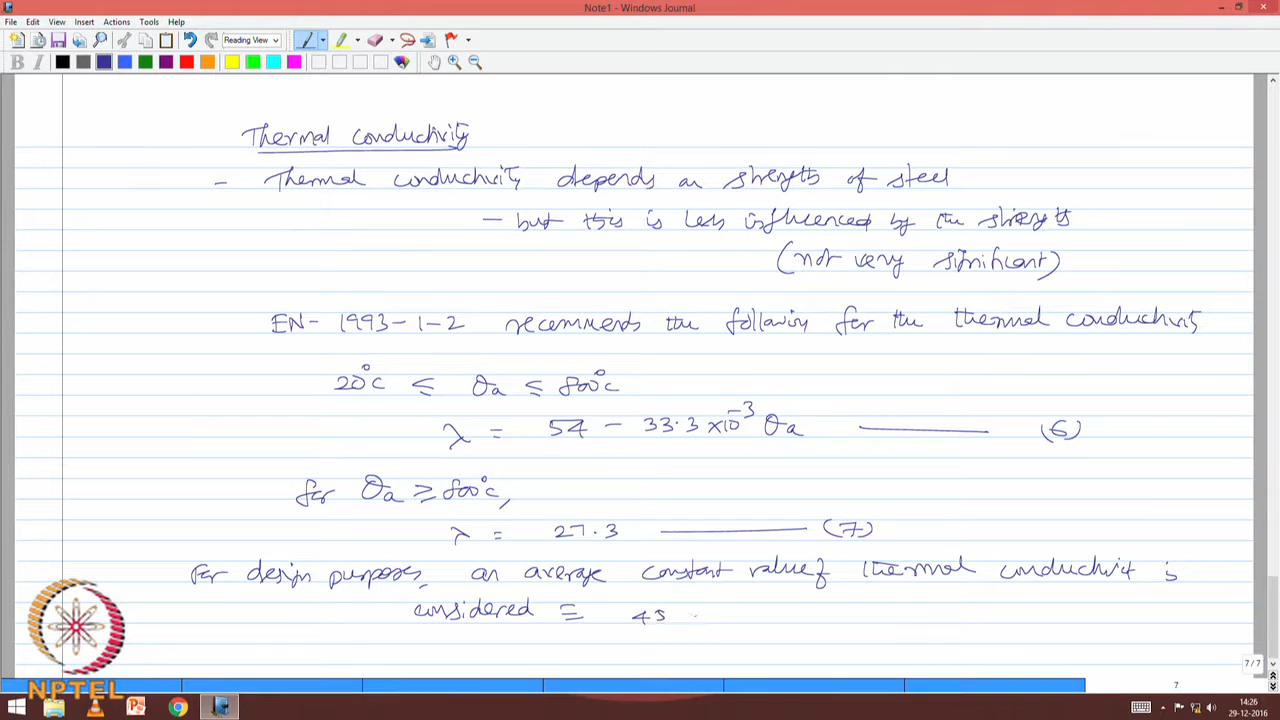 Note1 - Windows Journal
File Edit View Insert Actions Tools Help
Reading View
B I
Thermal conductivity
- Thermal conductivity depends on strength of steel
- but this is less influenced by the strength
(not very significant)
EN- 1993-1-2 recommends the following for the thermal conductivity
20°C ≤ θa ≤ 800°C
λ = 54 - 33.3 x10^-3 θa (6)
for θa ≥ 800°C,
λ = 27.3 (7)
For design purposes, an average constant value of thermal conductivity is
considered = 45
7/7
NPTEL
7
14:26
29-12-2016